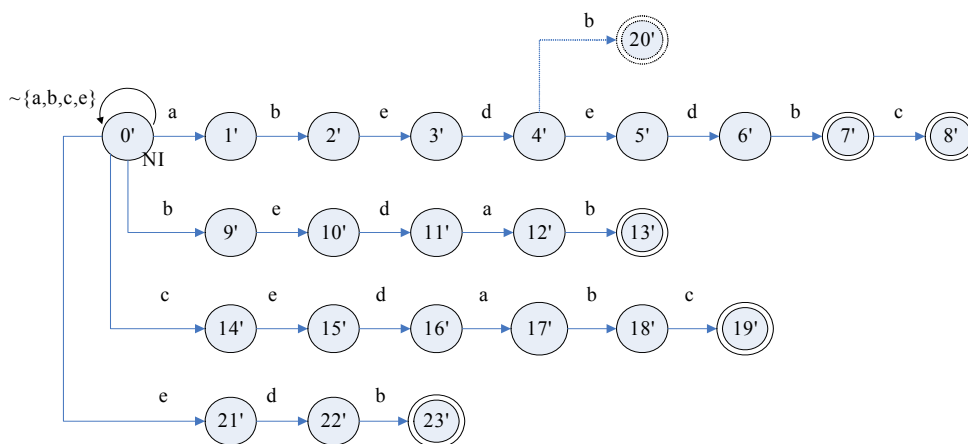 b
20'
~{a,b,c,e} a b e d e d b c
0' 1' 2' 3' 4' 5' 6' 7' 8'
NI
b e d a b
9' 10' 11' 12' 13'
c e d a b c
14' 15' 16' 17' 18' 19'
e d b
21' 22' 23'